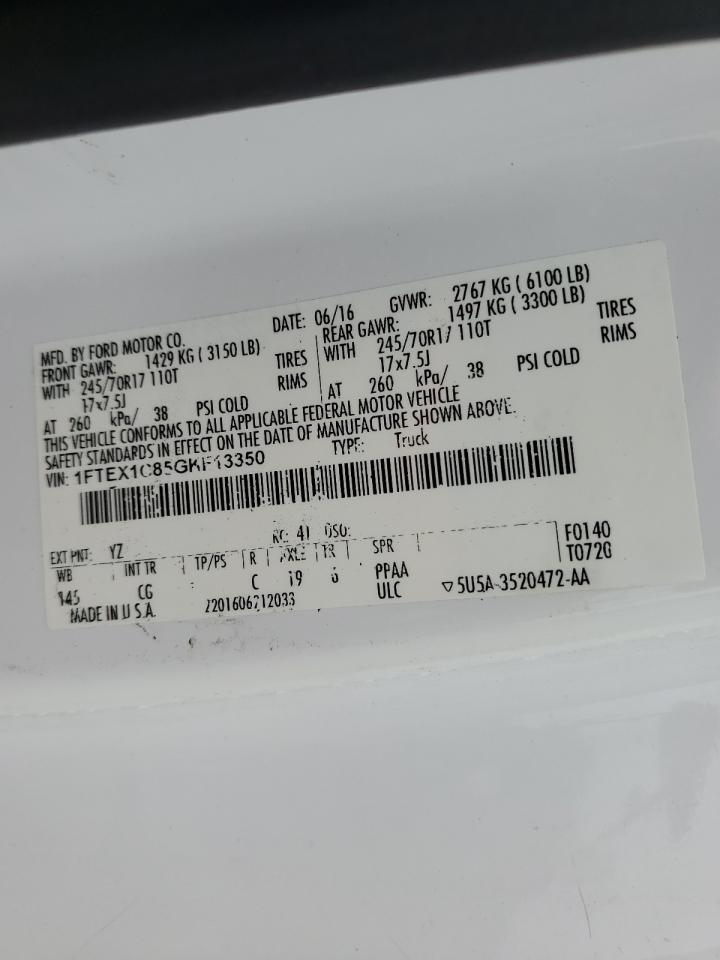 MFD. BY FORD MOTOR CO.
DATE: 06/16 GVWR: 2767 KG ( 6100 LB)
FRONT GAWR: 1429 KG ( 3150 LB)
REAR GAWR: 1497 KG ( 3300 LB)
WITH 245/70R17 110T TIRES
WITH 245/70R17 110T TIRES
17x7.5J RIMS
17x7.5J RIMS
AT 260 kPa/ 38 PSI COLD
AT 260 kPa/ 38 PSI COLD
THIS VEHICLE CONFORMS TO ALL APPLICABLE FEDERAL MOTOR VEHICLE
SAFETY STANDARDS IN EFFECT ON THE DATE OF MANUFACTURE SHOWN ABOVE.
VIN: 1FTEX1C85GKF13350 TYPE: Truck
EXT PNT: YZ RC: 41 DSO: F0140
WB INT TR TP/PS R AXLE TR SPR T0720
145 CG C 19 6 PPAA
MADE IN U.S.A. ULC ▽5U5A-3520472-AA